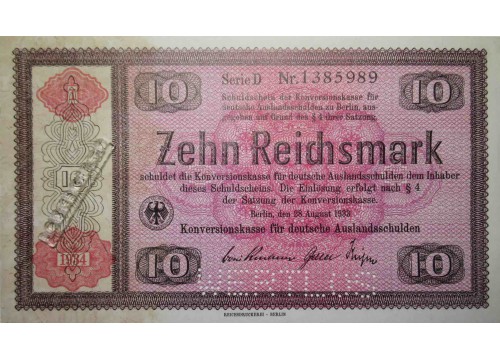 10
Serie D Nr. 1385989
10
Schuldschein der Konversionskasse für
deutsche Auslandsschulden zu Berlin, aus-
gegeben auf Grund des § 4 ihrer Satzung.
Zehn Reichsmark
schuldet die Konversionskasse für deutsche Auslandsschulden dem Inhaber
dieses Schuldscheins. Die Einlösung erfolgt nach § 4
der Satzung der Konversionskasse.
Berlin, den 28. August 1933
Konversionskasse für deutsche Auslandsschulden
10
10
10
1934
REICHSDRUCKEREI · BERLIN